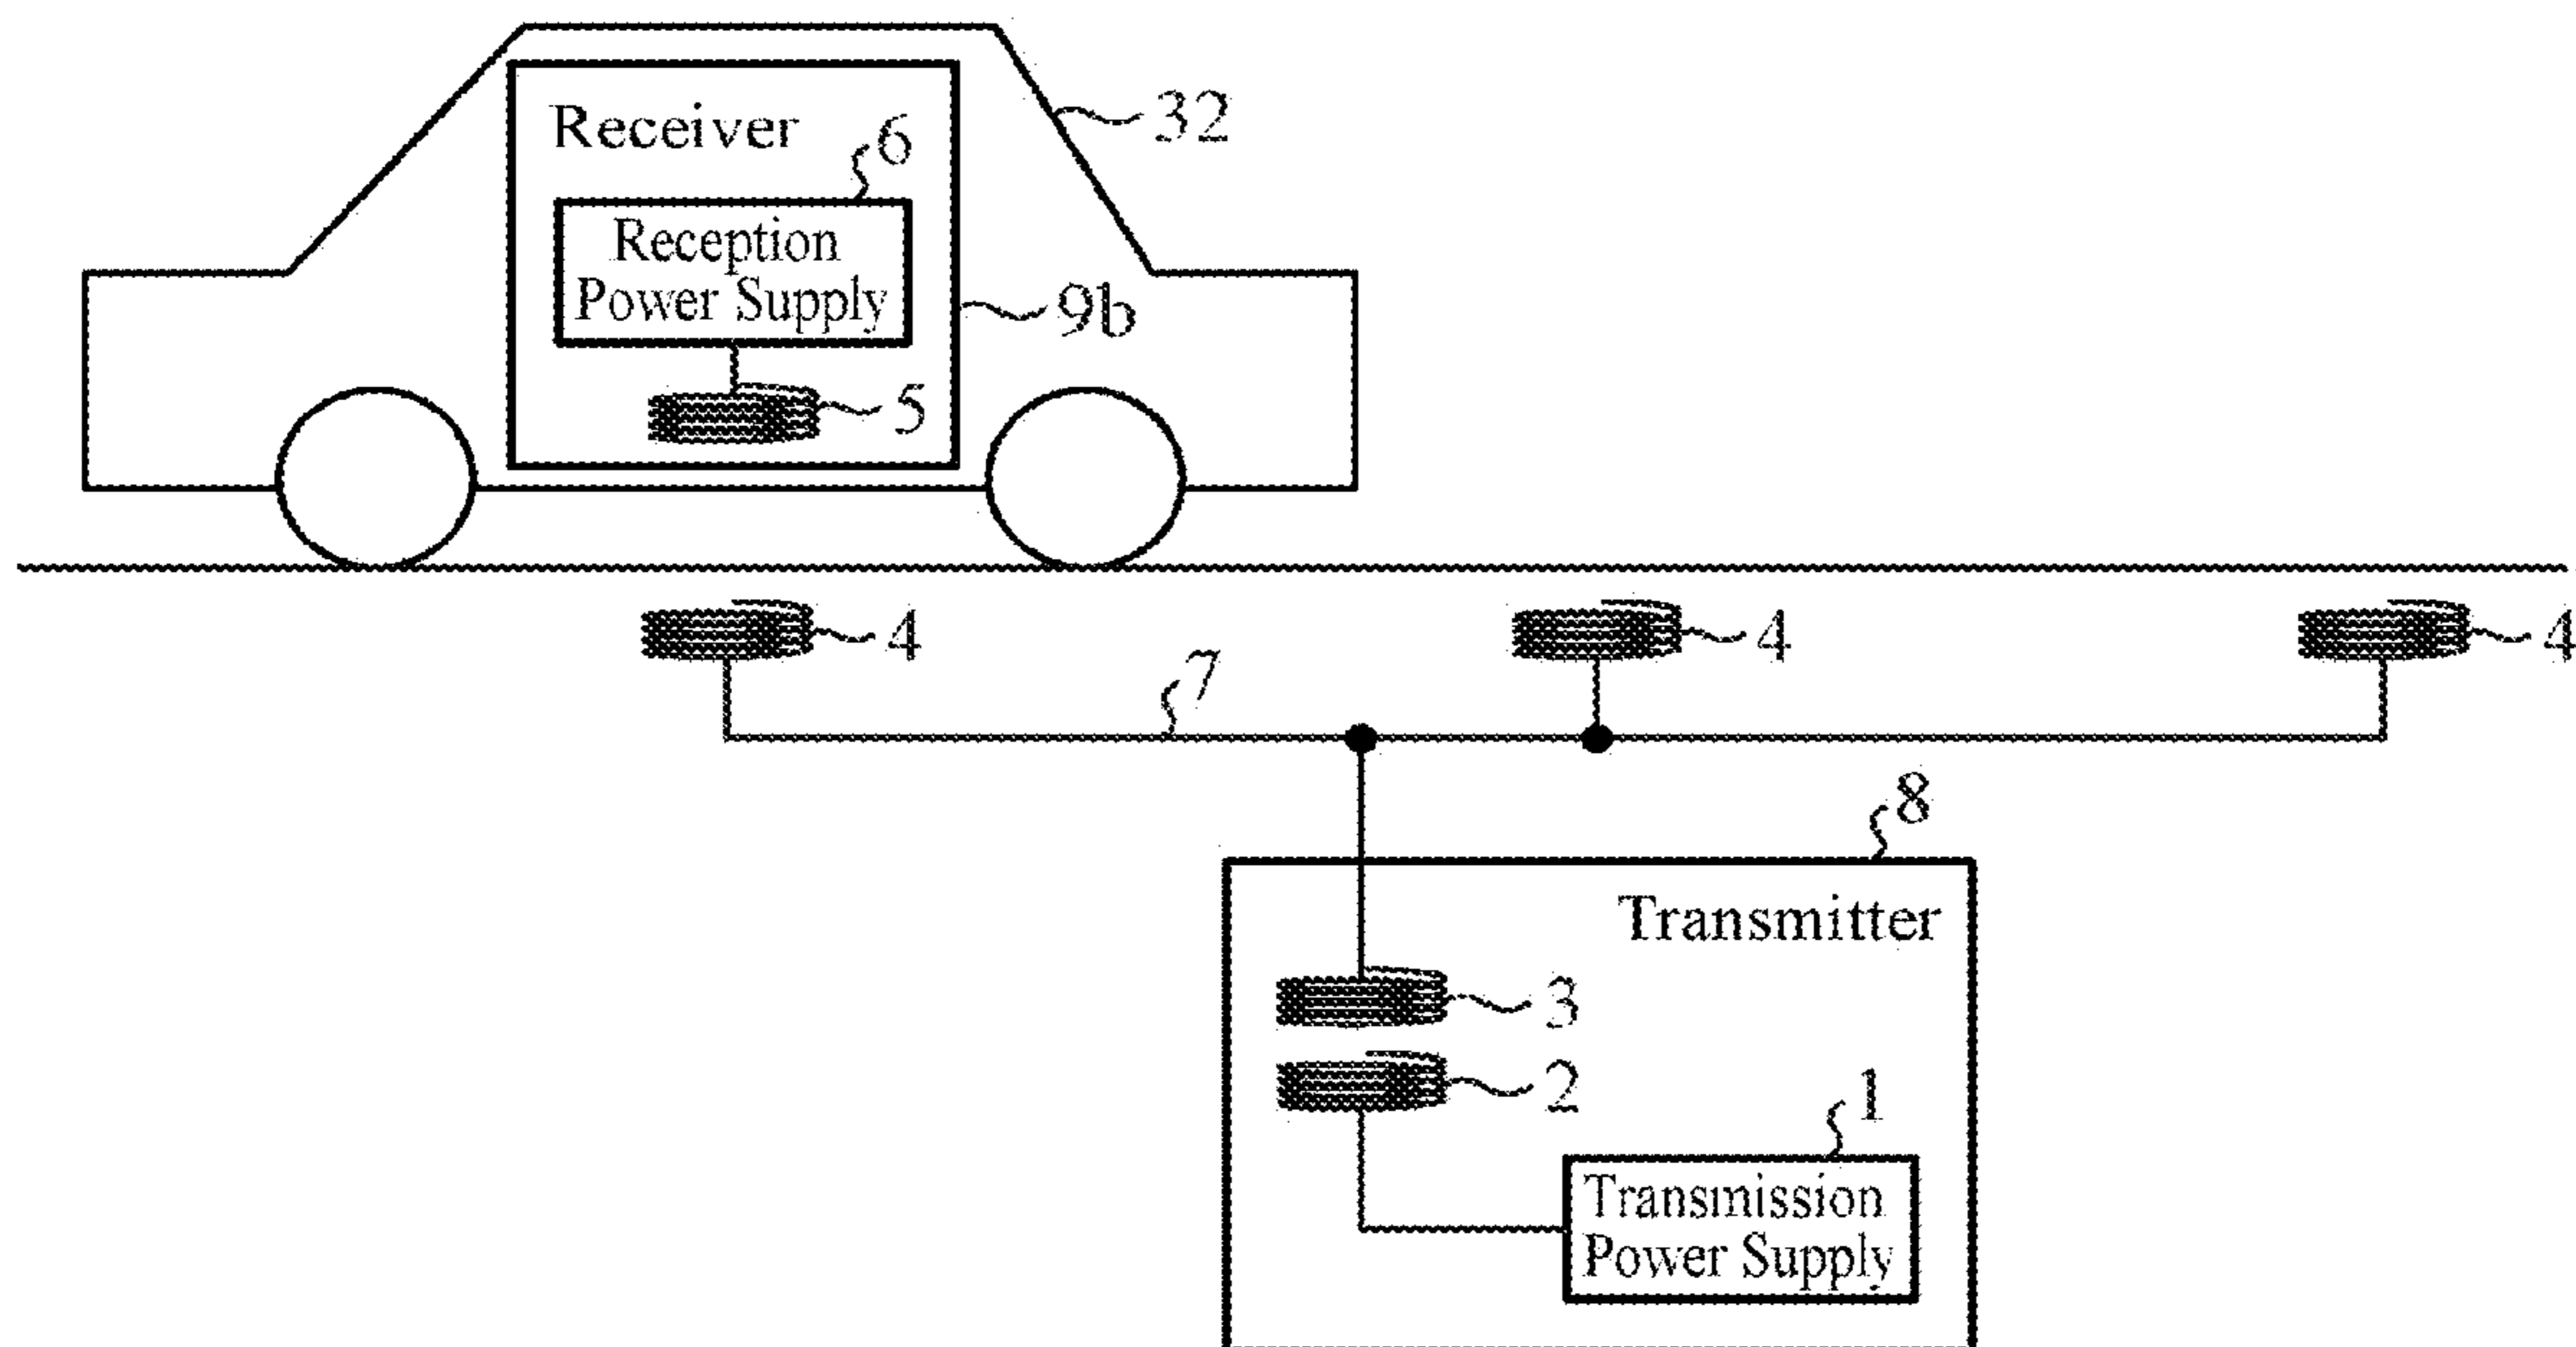 Receiver
6
32
Reception
Power Supply
9b
5
4
4
4
7
8
Transmitter
3
2
1
Transmission
Power Supply